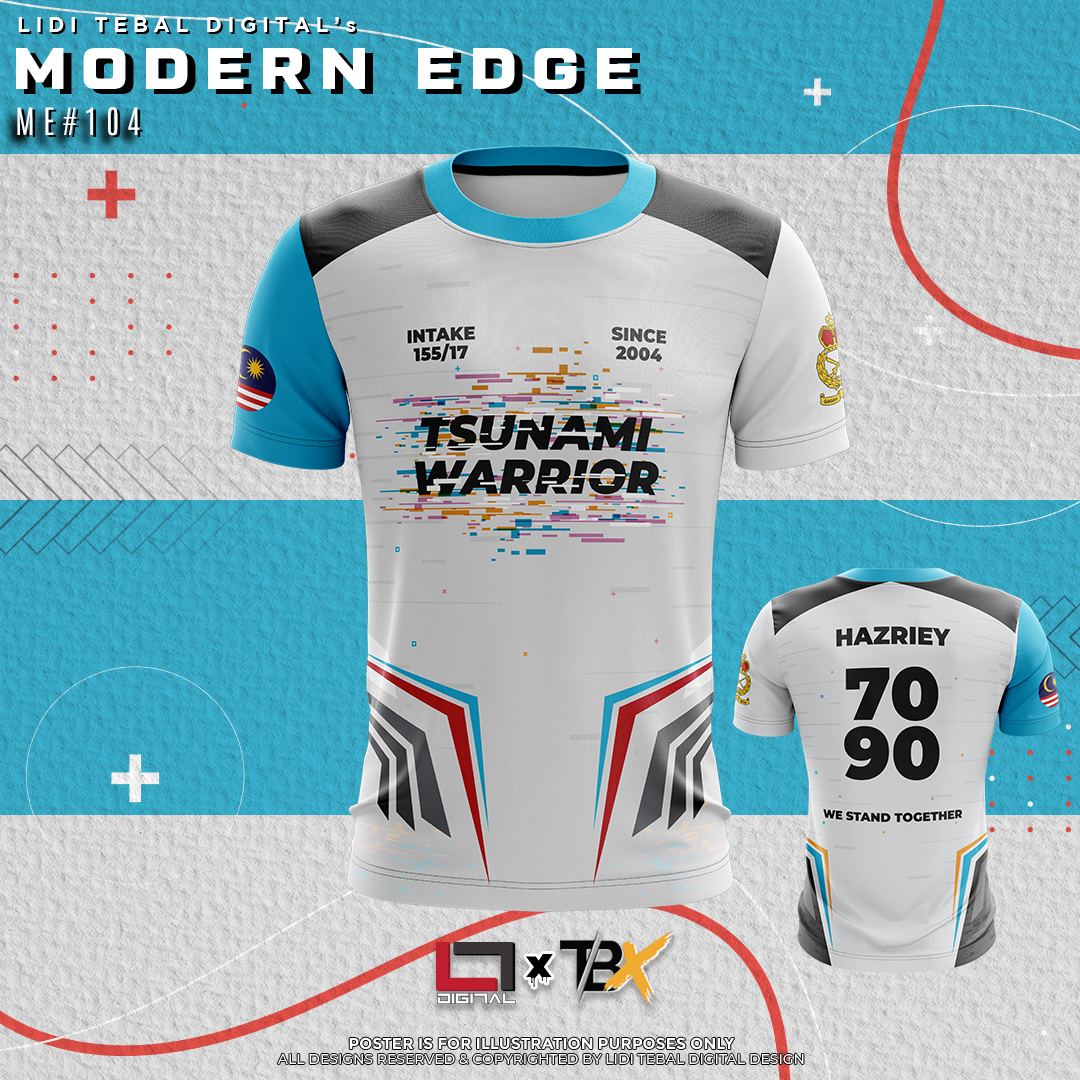 LIDI TEBAL DIGITAL's
MODERN EDGE
ME#104
INTAKE
155/17
SINCE
2004
TSUNAMI
WARRIOR
HAZRIEY
70
90
WE STAND TOGETHER
DIGITAL
X
TBX
POSTER IS FOR ILLUSTRATION PURPOSES ONLY
ALL DESIGNS RESERVED & COPYRIGHTED BY LIDI TEBAL DIGITAL DESIGN